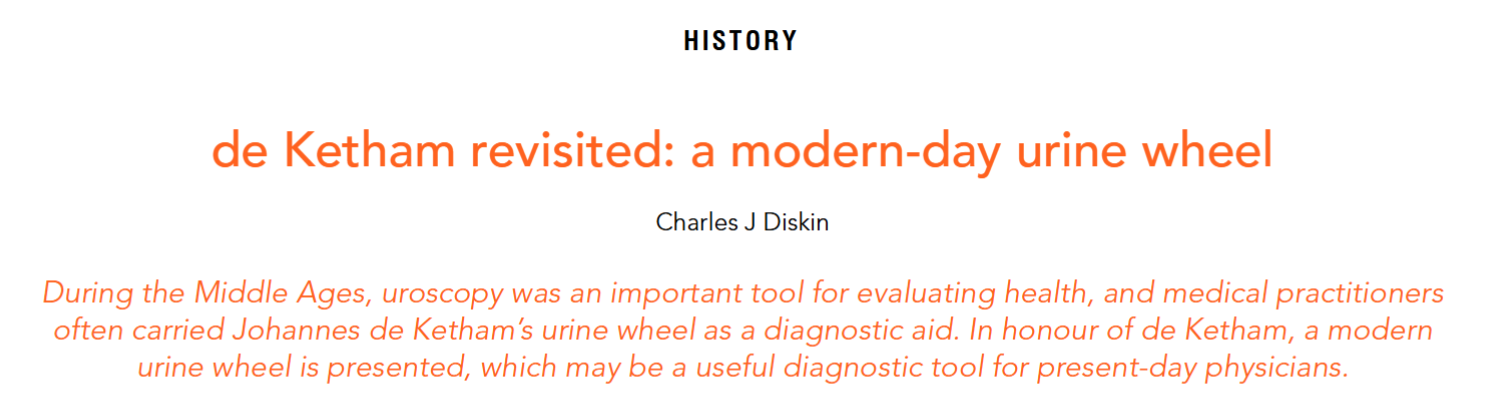 HISTORY
de Ketham revisited: a modern-day urine wheel
Charles J Diskin
During the Middle Ages, uroscopy was an important tool for evaluating health, and medical practitioners
often carried Johannes de Ketham’s urine wheel as a diagnostic aid. In honour of de Ketham, a modern
urine wheel is presented, which may be a useful diagnostic tool for present-day physicians.